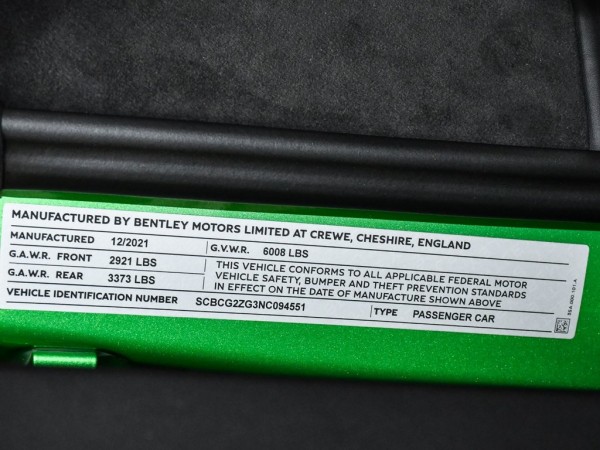 MANUFACTURED BY BENTLEY MOTORS LIMITED AT CREWE, CHESHIRE, ENGLAND
MANUFACTURED 12/2021 G.V.W.R. 6008 LBS
G.A.W.R. FRONT 2921 LBS
G.A.W.R. REAR 3373 LBS
THIS VEHICLE CONFORMS TO ALL APPLICABLE FEDERAL MOTOR
VEHICLE SAFETY, BUMPER AND THEFT PREVENTION STANDARDS
IN EFFECT ON THE DATE OF MANUFACTURE SHOWN ABOVE
VEHICLE IDENTIFICATION NUMBER SCBCG2ZG3NC094551
TYPE PASSENGER CAR